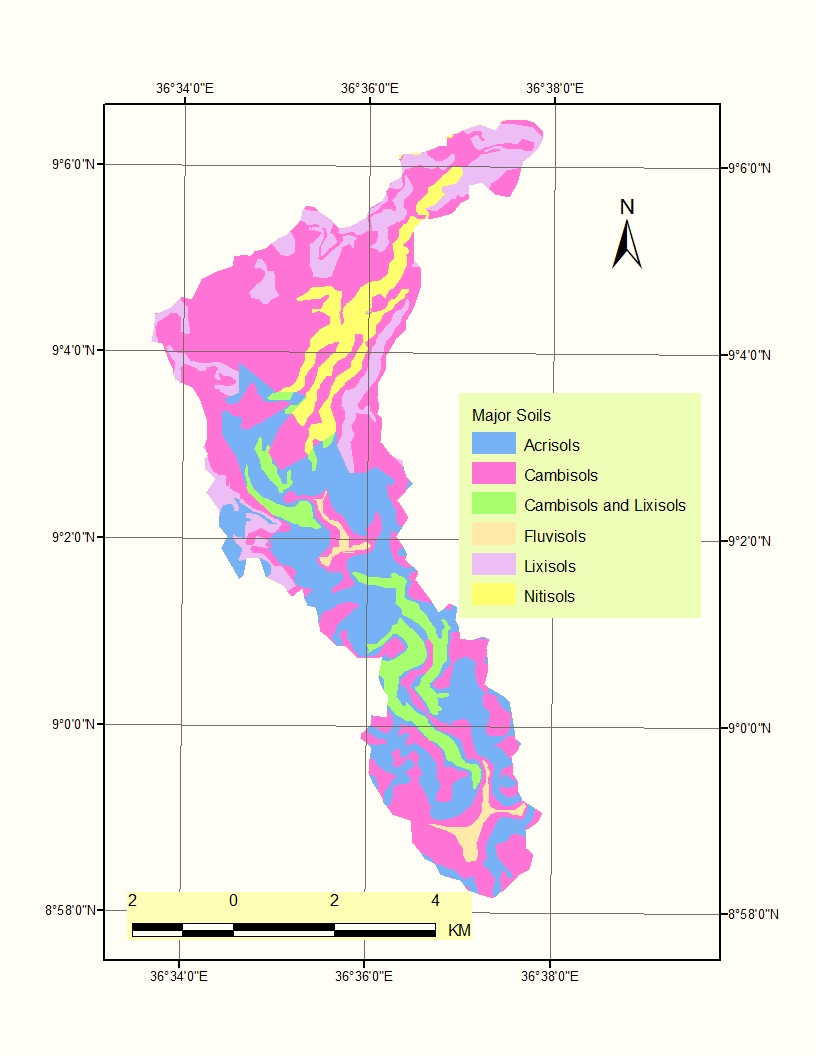 36°34'0"E 36°36'0"E 36°38'0"E
9°6'0"N 9°6'0"N
N
9°4'0"N 9°4'0"N
Major Soils
Acrisols
Cambisols
Cambisols and Lixisols
Fluvisols
9°2'0"N 9°2'0"N
Lixisols
Nitisols
9°0'0"N 9°0'0"N
2 0 2 4
8°58'0"N 8°58'0"N
KM
36°34'0"E 36°36'0"E 36°38'0"E